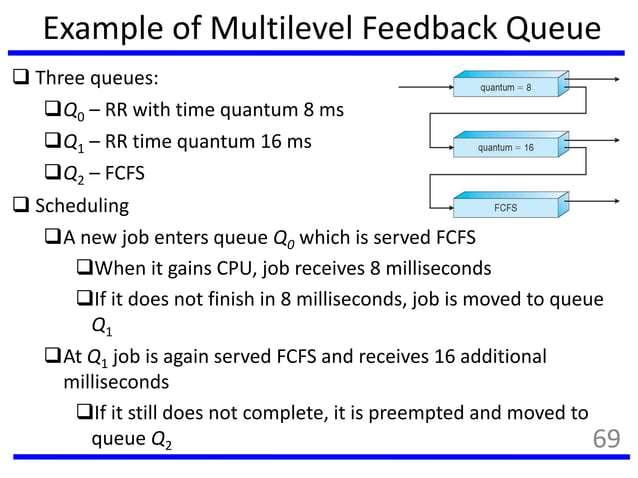 Example of Multilevel Feedback Queue
❑ Three queues:
❑Q0 – RR with time quantum 8 ms
❑Q1 – RR time quantum 16 ms
❑Q2 – FCFS
quantum = 8
quantum = 16
FCFS
❑ Scheduling
❑A new job enters queue Q0 which is served FCFS
❑When it gains CPU, job receives 8 milliseconds
❑If it does not finish in 8 milliseconds, job is moved to queue
Q1
❑At Q1 job is again served FCFS and receives 16 additional
milliseconds
❑If it still does not complete, it is preempted and moved to
queue Q2
69